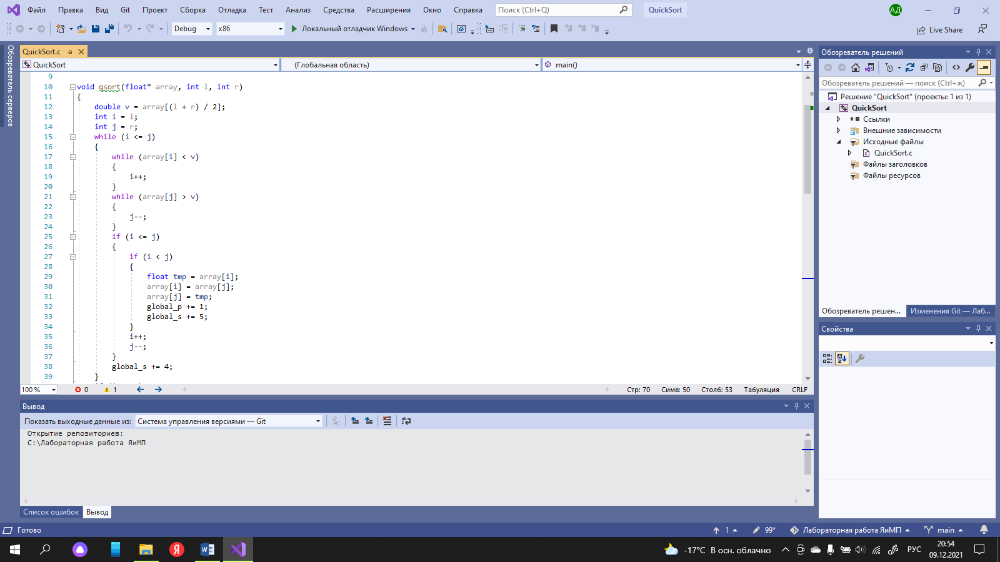 Файл Правка Вид Git Проект Сборка Отладка Тест Анализ Средства Расширения Окно Справка Поиск (Ctrl+Q) QuickSort АД
Debug x86 Локальный отладчик Windows Live Share
Обозреватель серверов
QuickSort.c
QuickSort (Глобальная область) main()
9
10 void qsort(float* array, int l, int r)
11 {
12 double v = array[(l + r) / 2];
13 int i = l;
14 int j = r;
15 while (i <= j)
16 {
17 while (array[i] < v)
18 {
19 i++;
20 }
21 while (array[j] > v)
22 {
23 j--;
24 }
25 if (i <= j)
26 {
27 if (i < j)
28 {
29 float tmp = array[i];
30 array[i] = array[j];
31 array[j] = tmp;
32 global_p += 1;
33 global_s += 5;
34 }
35 i++;
36 j--;
37 }
38 global_s += 4;
39 }
100 % 0 1 Стр: 70 Симв: 50 Столб: 53 Табуляция CRLF
Вывод
Показать выходные данные из: Система управления версиями — Git
Открытие репозиториев:
C:\Лабораторная работа ЯиМП
Список ошибок Вывод
Обозреватель решений
Обозреватель решений — поиск (Ctrl+ж)
Решение "QuickSort" (проекты: 1 из 1)
QuickSort
Ссылки
Внешние зависимости
Исходные файлы
QuickSort.c
Файлы заголовков
Файлы ресурсов
Обозреватель решен... Изменения Git — Лаб...
Свойства
Готово 1 99* Лабораторная работа ЯиМП main
-17°C В осн. облачно РУС 20:54
09.12.2021